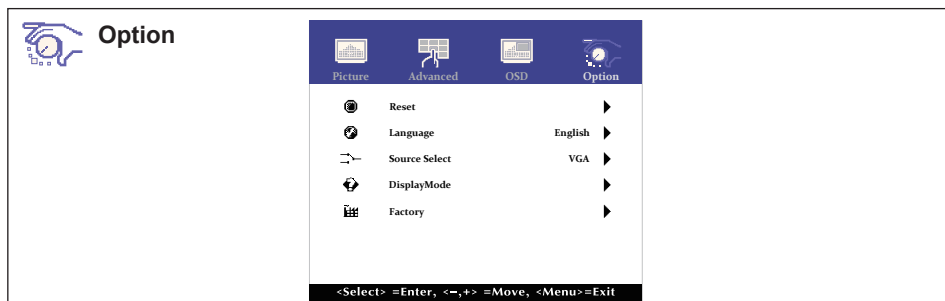 Option
Picture Advanced OSD Option
Reset
Language English
Source Select VGA
DisplayMode
Factory
<Select> =Enter, <−,+> =Move, <Menu>=Exit